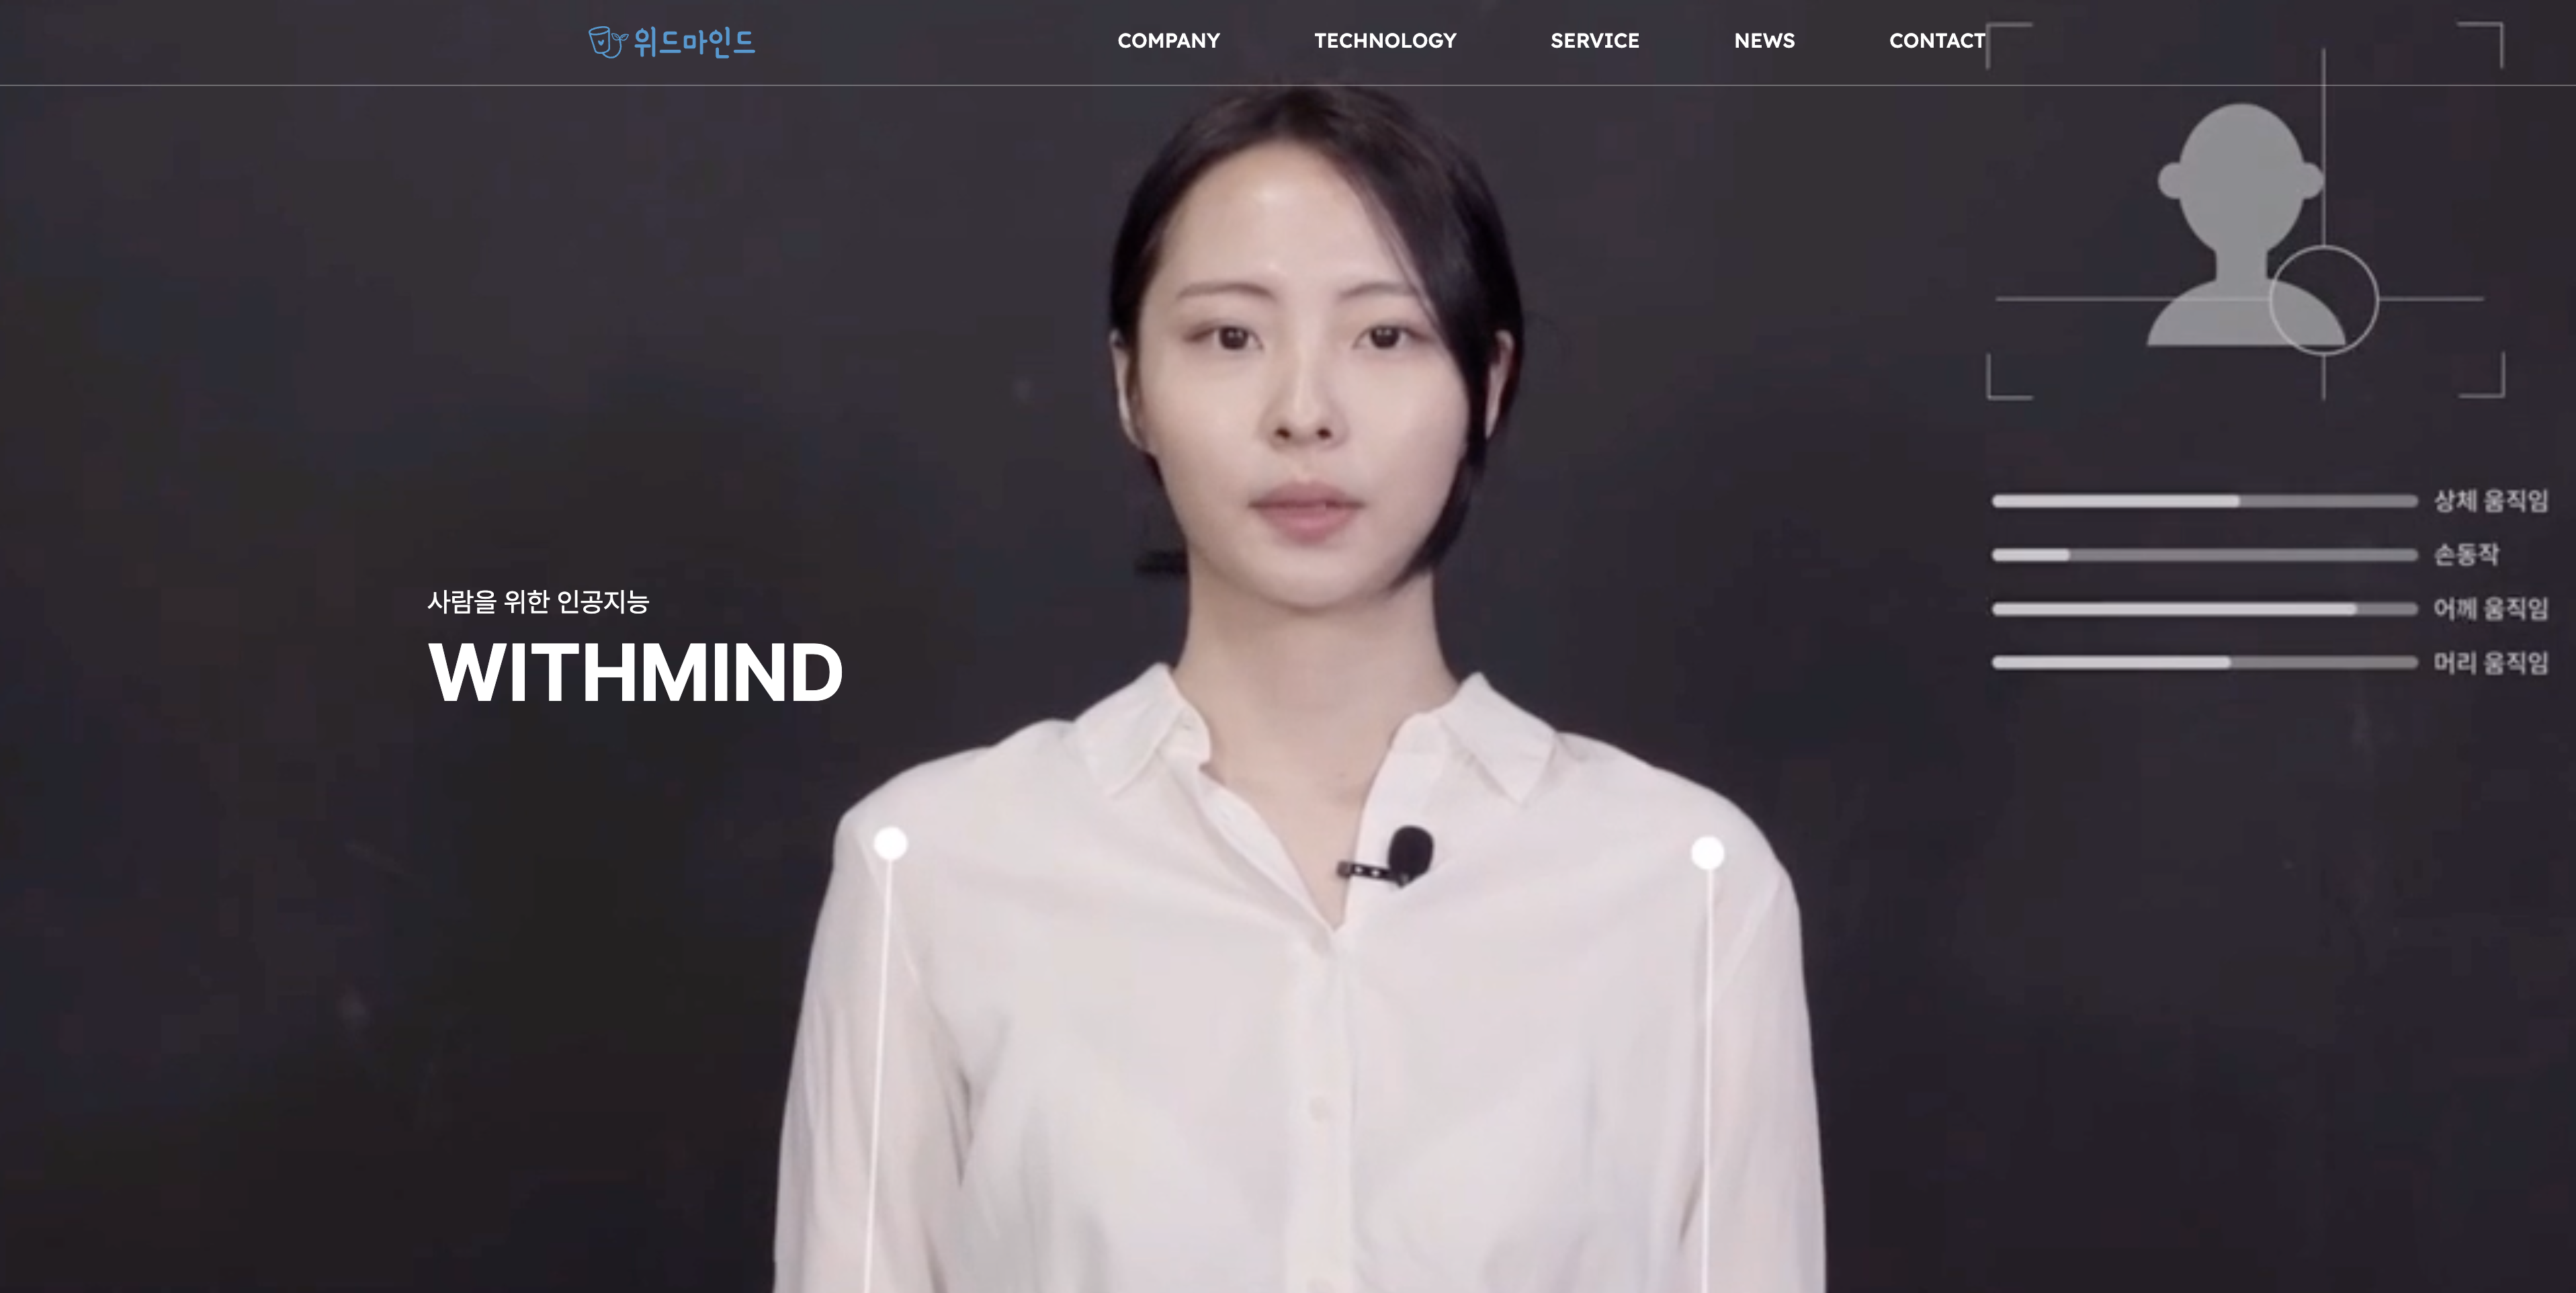 위드마인드
COMPANY
TECHNOLOGY
SERVICE
NEWS
CONTACT
상체 움직임
손동작
어깨 움직임
머리 움직임
사람을 위한 인공지능
WITHMIND